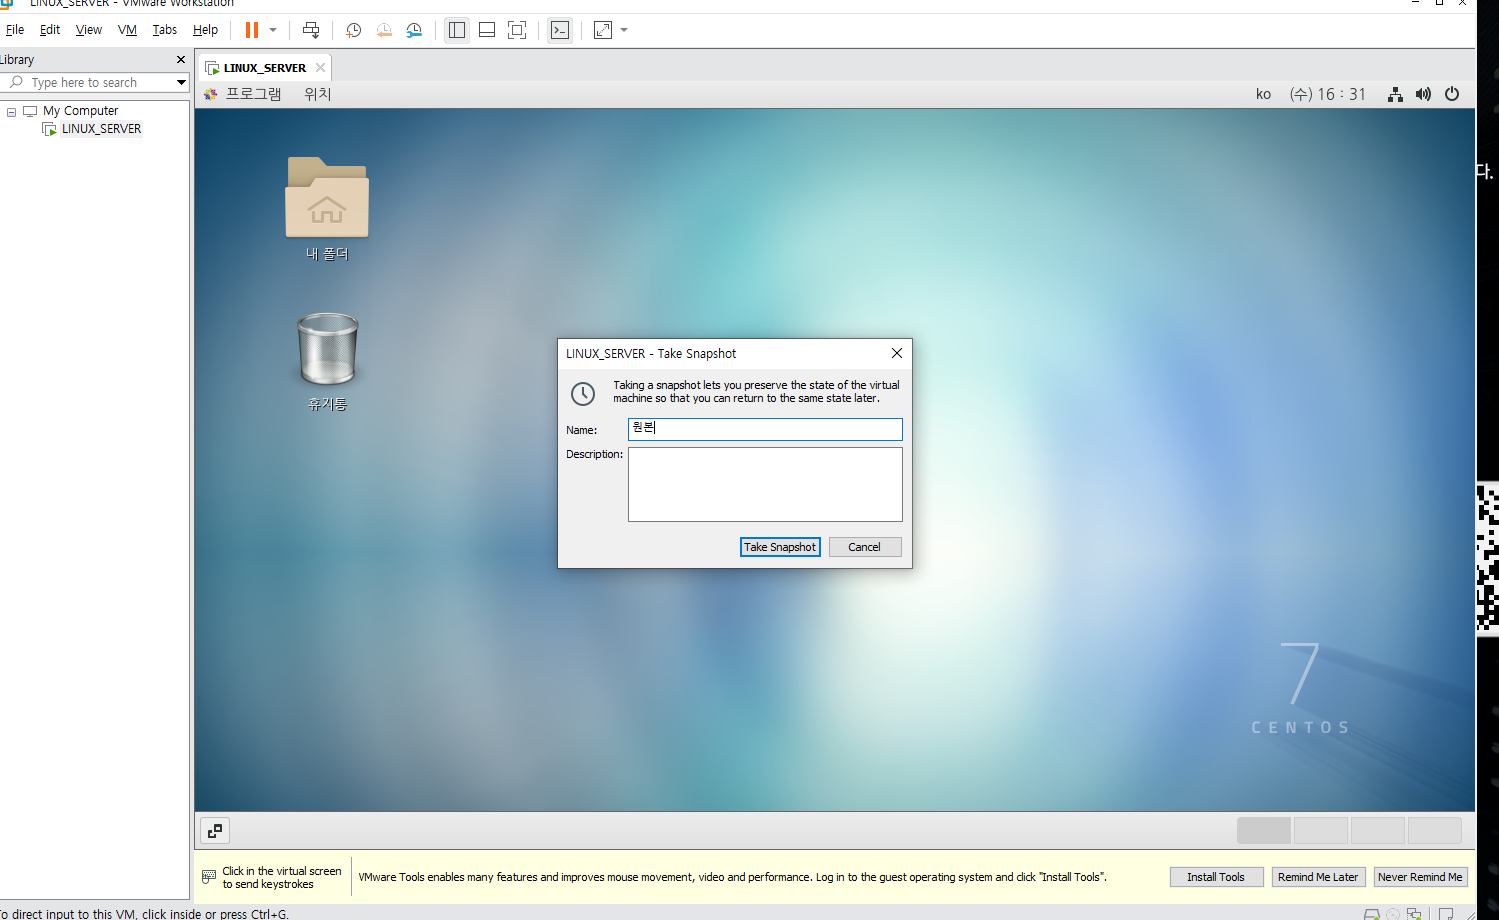 LINUX_SERVER - VMware Workstation
File Edit View VM Tabs Help
Library
Type here to search
My Computer
LINUX_SERVER
LINUX_SERVER
프로그램 위치 ko (수) 16 : 31
다.
내 폴더
휴지통
LINUX_SERVER - Take Snapshot
Taking a snapshot lets you preserve the state of the virtual
machine so that you can return to the same state later.
Name: 원본
Description:
Take Snapshot Cancel
7
CENTOS
Click in the virtual screen
to send keystrokes
VMware Tools enables many features and improves mouse movement, video and performance. Log in to the guest operating system and click "Install Tools".
Install Tools Remind Me Later Never Remind Me
To direct input to this VM, click inside or press Ctrl+G.